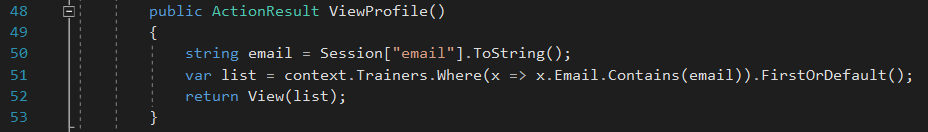 48 public ActionResult ViewProfile()
49 {
50 string email = Session["email"].ToString();
51 var list = context.Trainers.Where(x => x.Email.Contains(email)).FirstOrDefault();
52 return View(list);
53 }